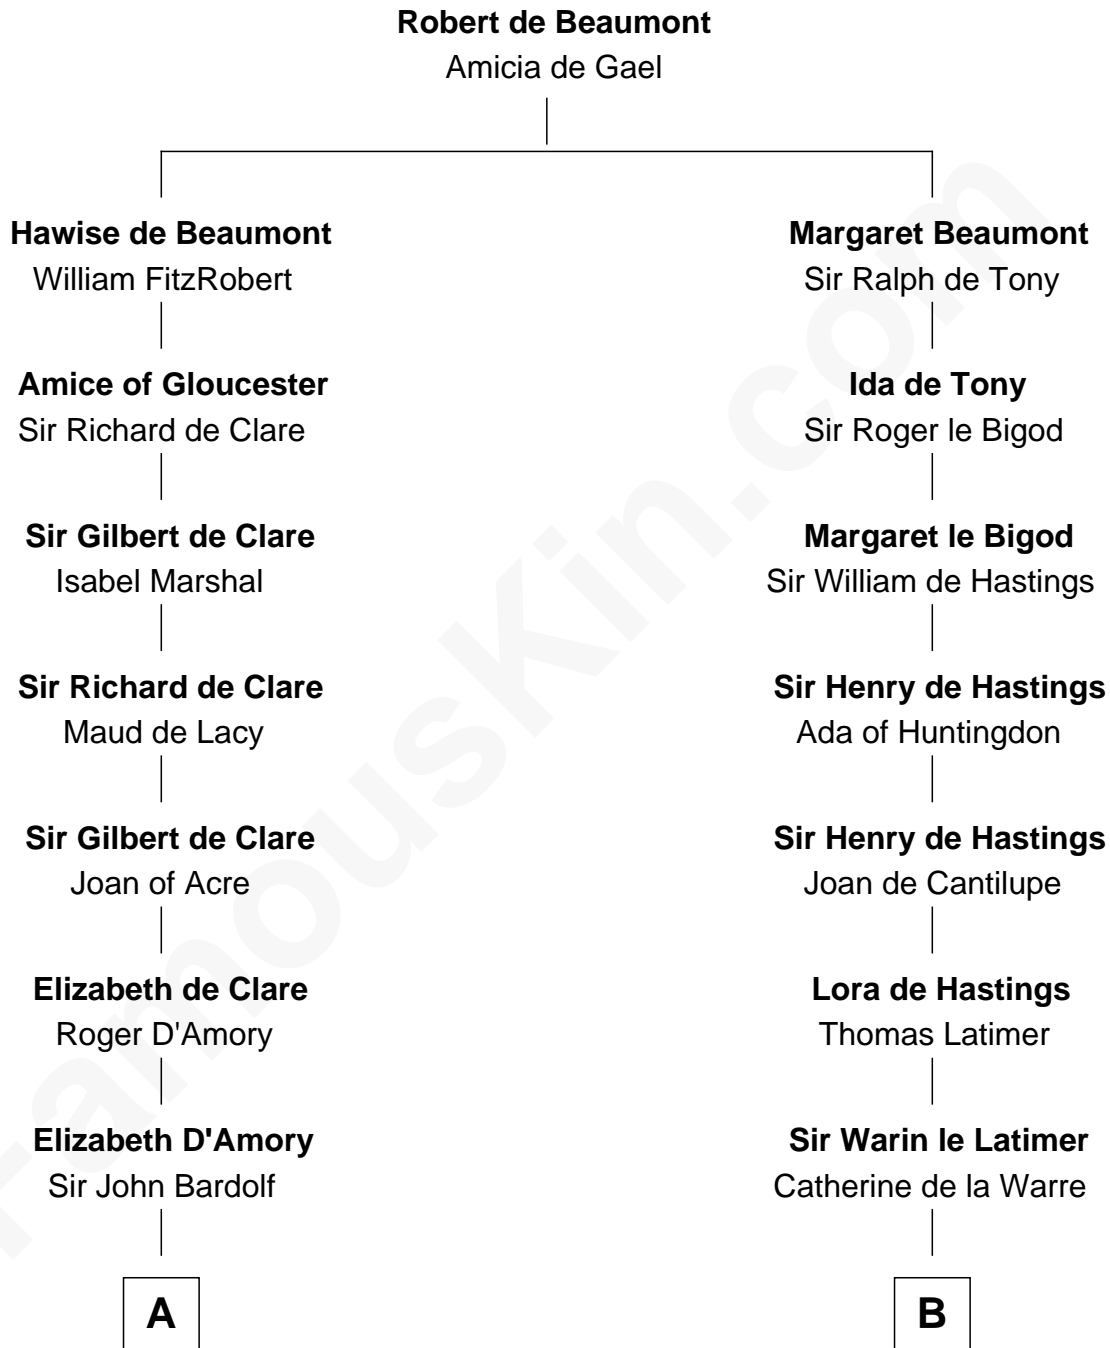 Robert de Beaumont
Amicia de Gael
Hawise de Beaumont
William FitzRobert
Margaret Beaumont
Sir Ralph de Tony
Amice of Gloucester
Sir Richard de Clare
Ida de Tony
Sir Roger le Bigod
Sir Gilbert de Clare
Isabel Marshal
Margaret le Bigod
Sir William de Hastings
Sir Richard de Clare
Maud de Lacy
Sir Henry de Hastings
Ada of Huntingdon
Sir Gilbert de Clare
Joan of Acre
Sir Henry de Hastings
Joan de Cantilupe
Elizabeth de Clare
Roger D'Amory
Lora de Hastings
Thomas Latimer
Elizabeth D'Amory
Sir John Bardolf
Sir Warin le Latimer
Catherine de la Warre
A
B
FamousKin.com